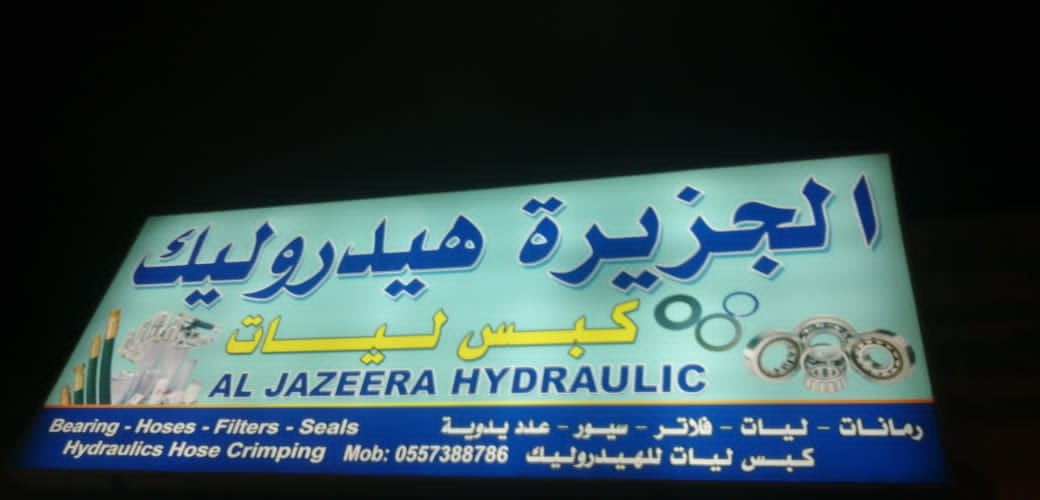 الجزيرة هيدروليك
كبس ليات
AL JAZEERA HYDRAULIC
Bearing - Hoses - Filters - Seals
Hydraulics Hose Crimping Mob: 0557388786
رمانات - ليات - فلاتر - سيور - عدد يدوية
كبس ليات للهيدروليك